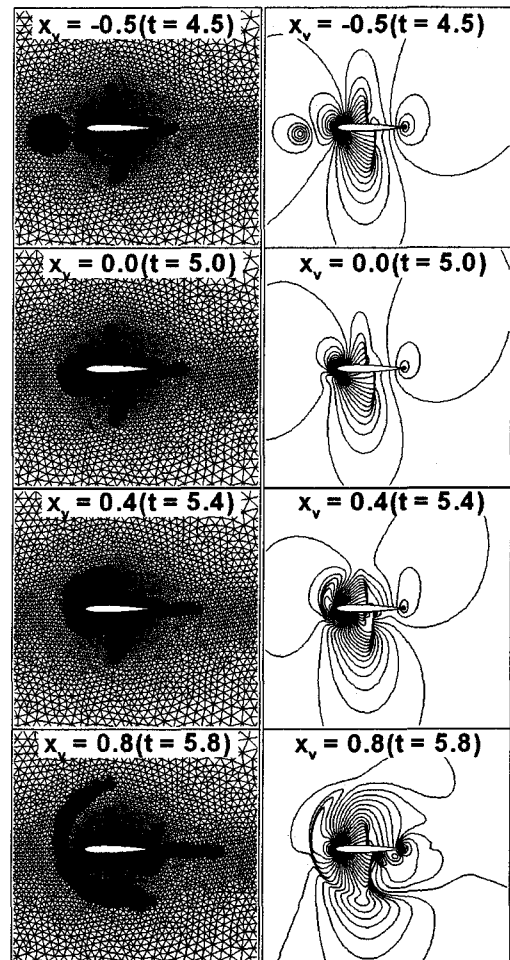 x_v = -0.5(t = 4.5)
x_v = -0.5(t = 4.5)
x_v = 0.0(t = 5.0)
x_v = 0.0(t = 5.0)
x_v = 0.4(t = 5.4)
x_v = 0.4(t = 5.4)
x_v = 0.8(t = 5.8)
x_v = 0.8(t = 5.8)